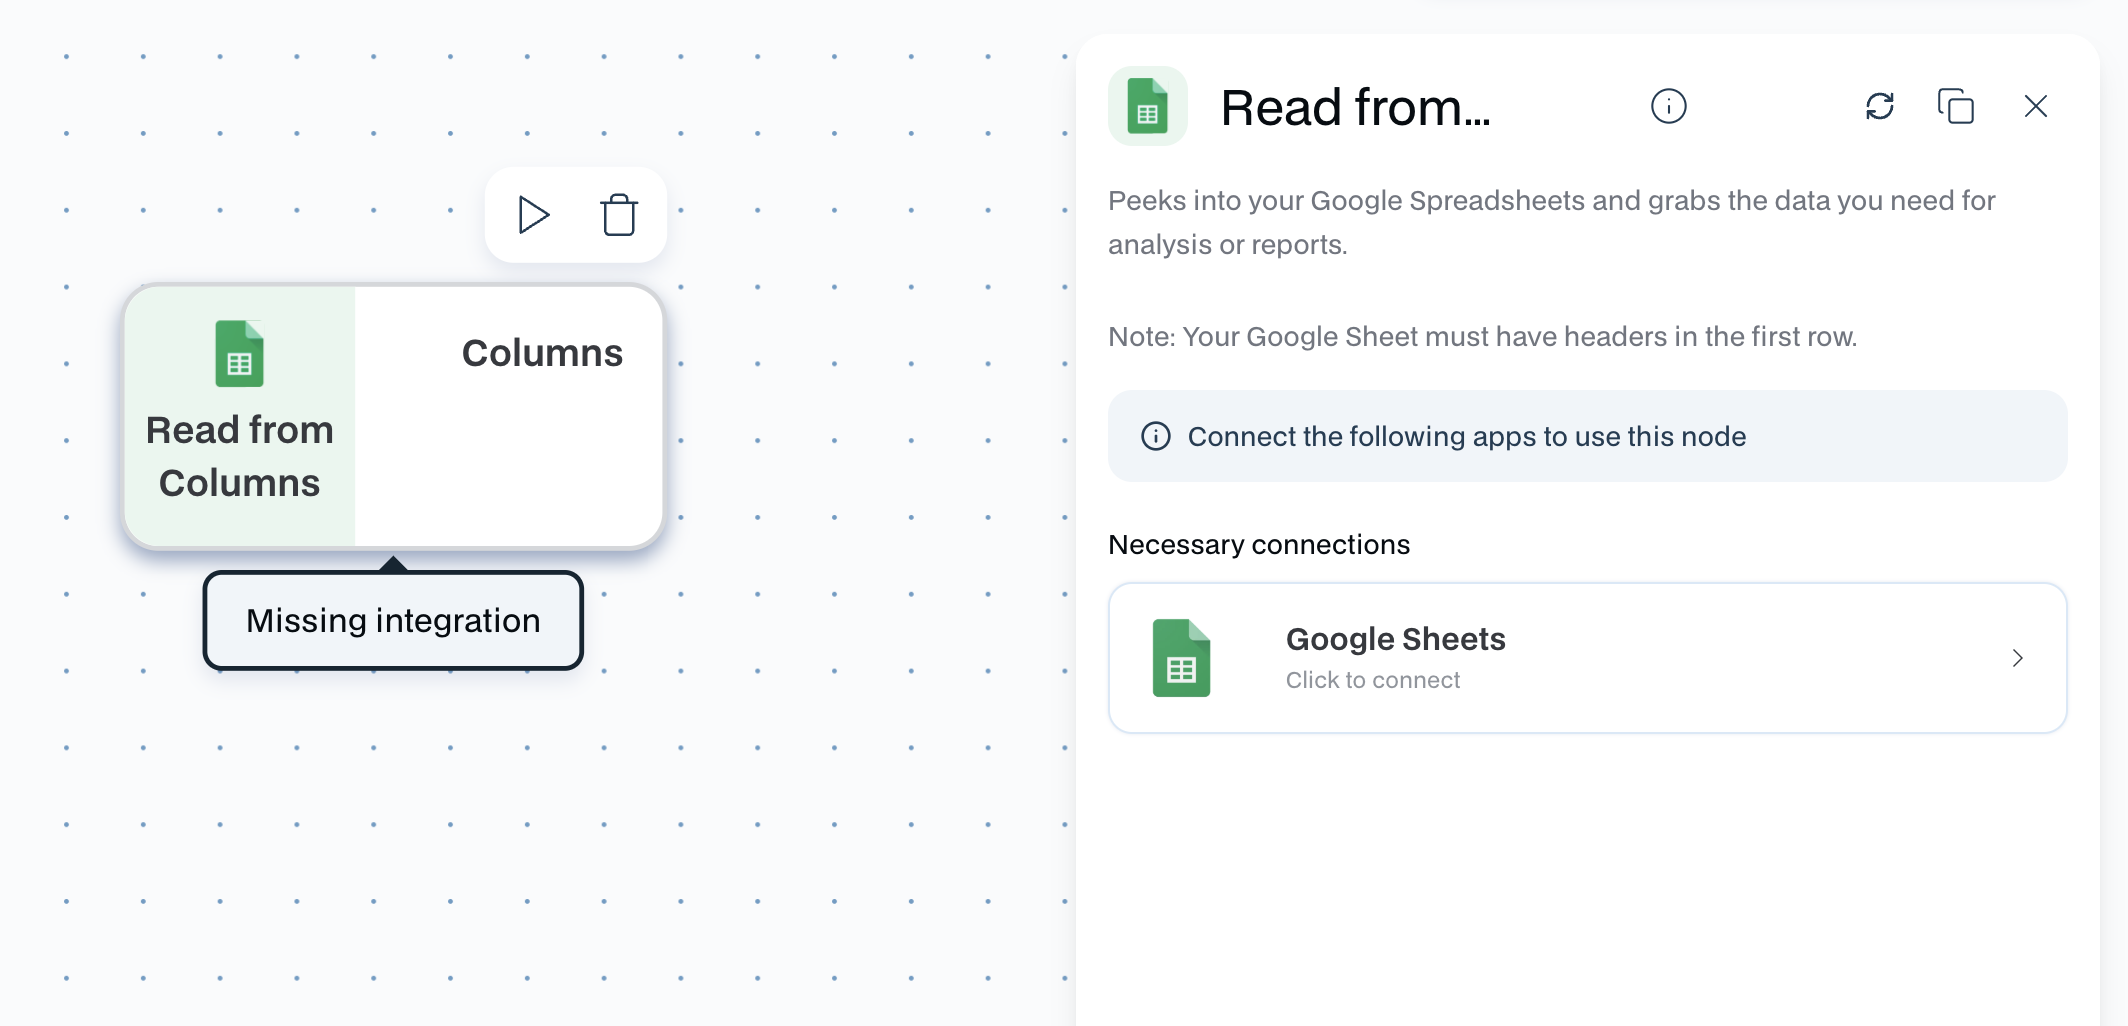 Read from
Columns
Columns
Missing integration
Read from...
Peeks into your Google Spreadsheets and grabs the data you need for
analysis or reports.
Note: Your Google Sheet must have headers in the first row.
Connect the following apps to use this node
Necessary connections
Google Sheets
Click to connect